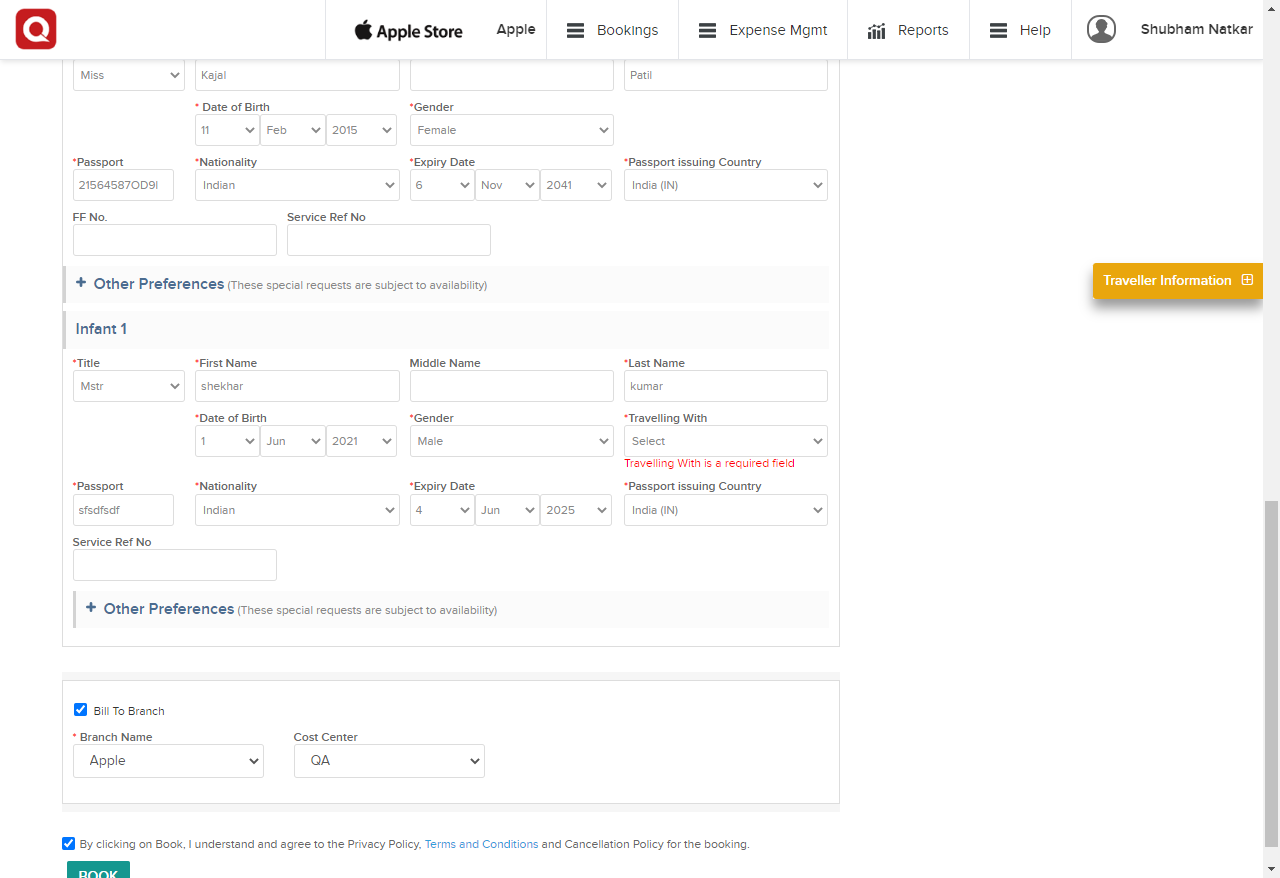 Q Apple Store Apple Bookings Expense Mgmt Reports Help Shubham Natkar
Miss Kajal Patil
* Date of Birth *Gender
11 Feb 2015 Female
*Passport *Nationality *Expiry Date *Passport issuing Country
Indian 6 Nov 2041 India (IN)
FF No. Service Ref No
+ Other Preferences (These special requests are subject to availability)
Traveller Information
Infant 1
*Title *First Name Middle Name *Last Name
Mstr shekhar kumar
*Date of Birth *Gender *Travelling With
1 Jun 2021 Male Select
Travelling With is a required field
*Passport *Nationality *Expiry Date *Passport issuing Country
sfsdfsdf Indian 4 Jun 2025 India (IN)
Service Ref No
+ Other Preferences (These special requests are subject to availability)
Bill To Branch
* Branch Name Cost Center
Apple QA
By clicking on Book, I understand and agree to the Privacy Policy, Terms and Conditions and Cancellation Policy for the booking.
BOOK